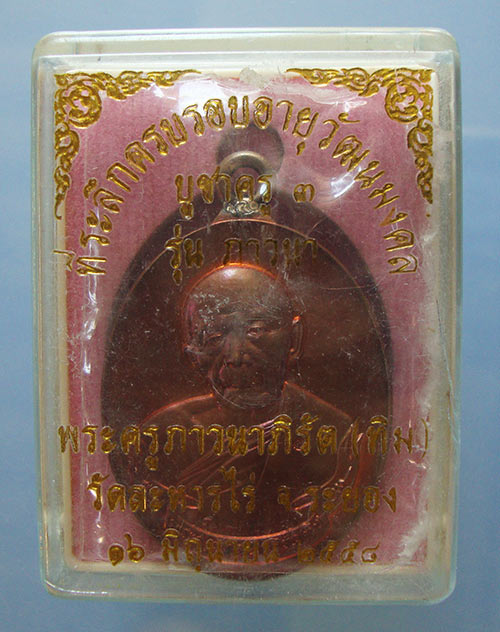 ที่ระลึกครบรอบอายุวัฒนมงคล
บูชาครู ๓
รุ่น ภาวนา
พระครูภาวนาภิรัต (ทิม)
วัดละหารไร่ จ.ระยอง
๑๖ มิถุนายน ๒๕๕๘